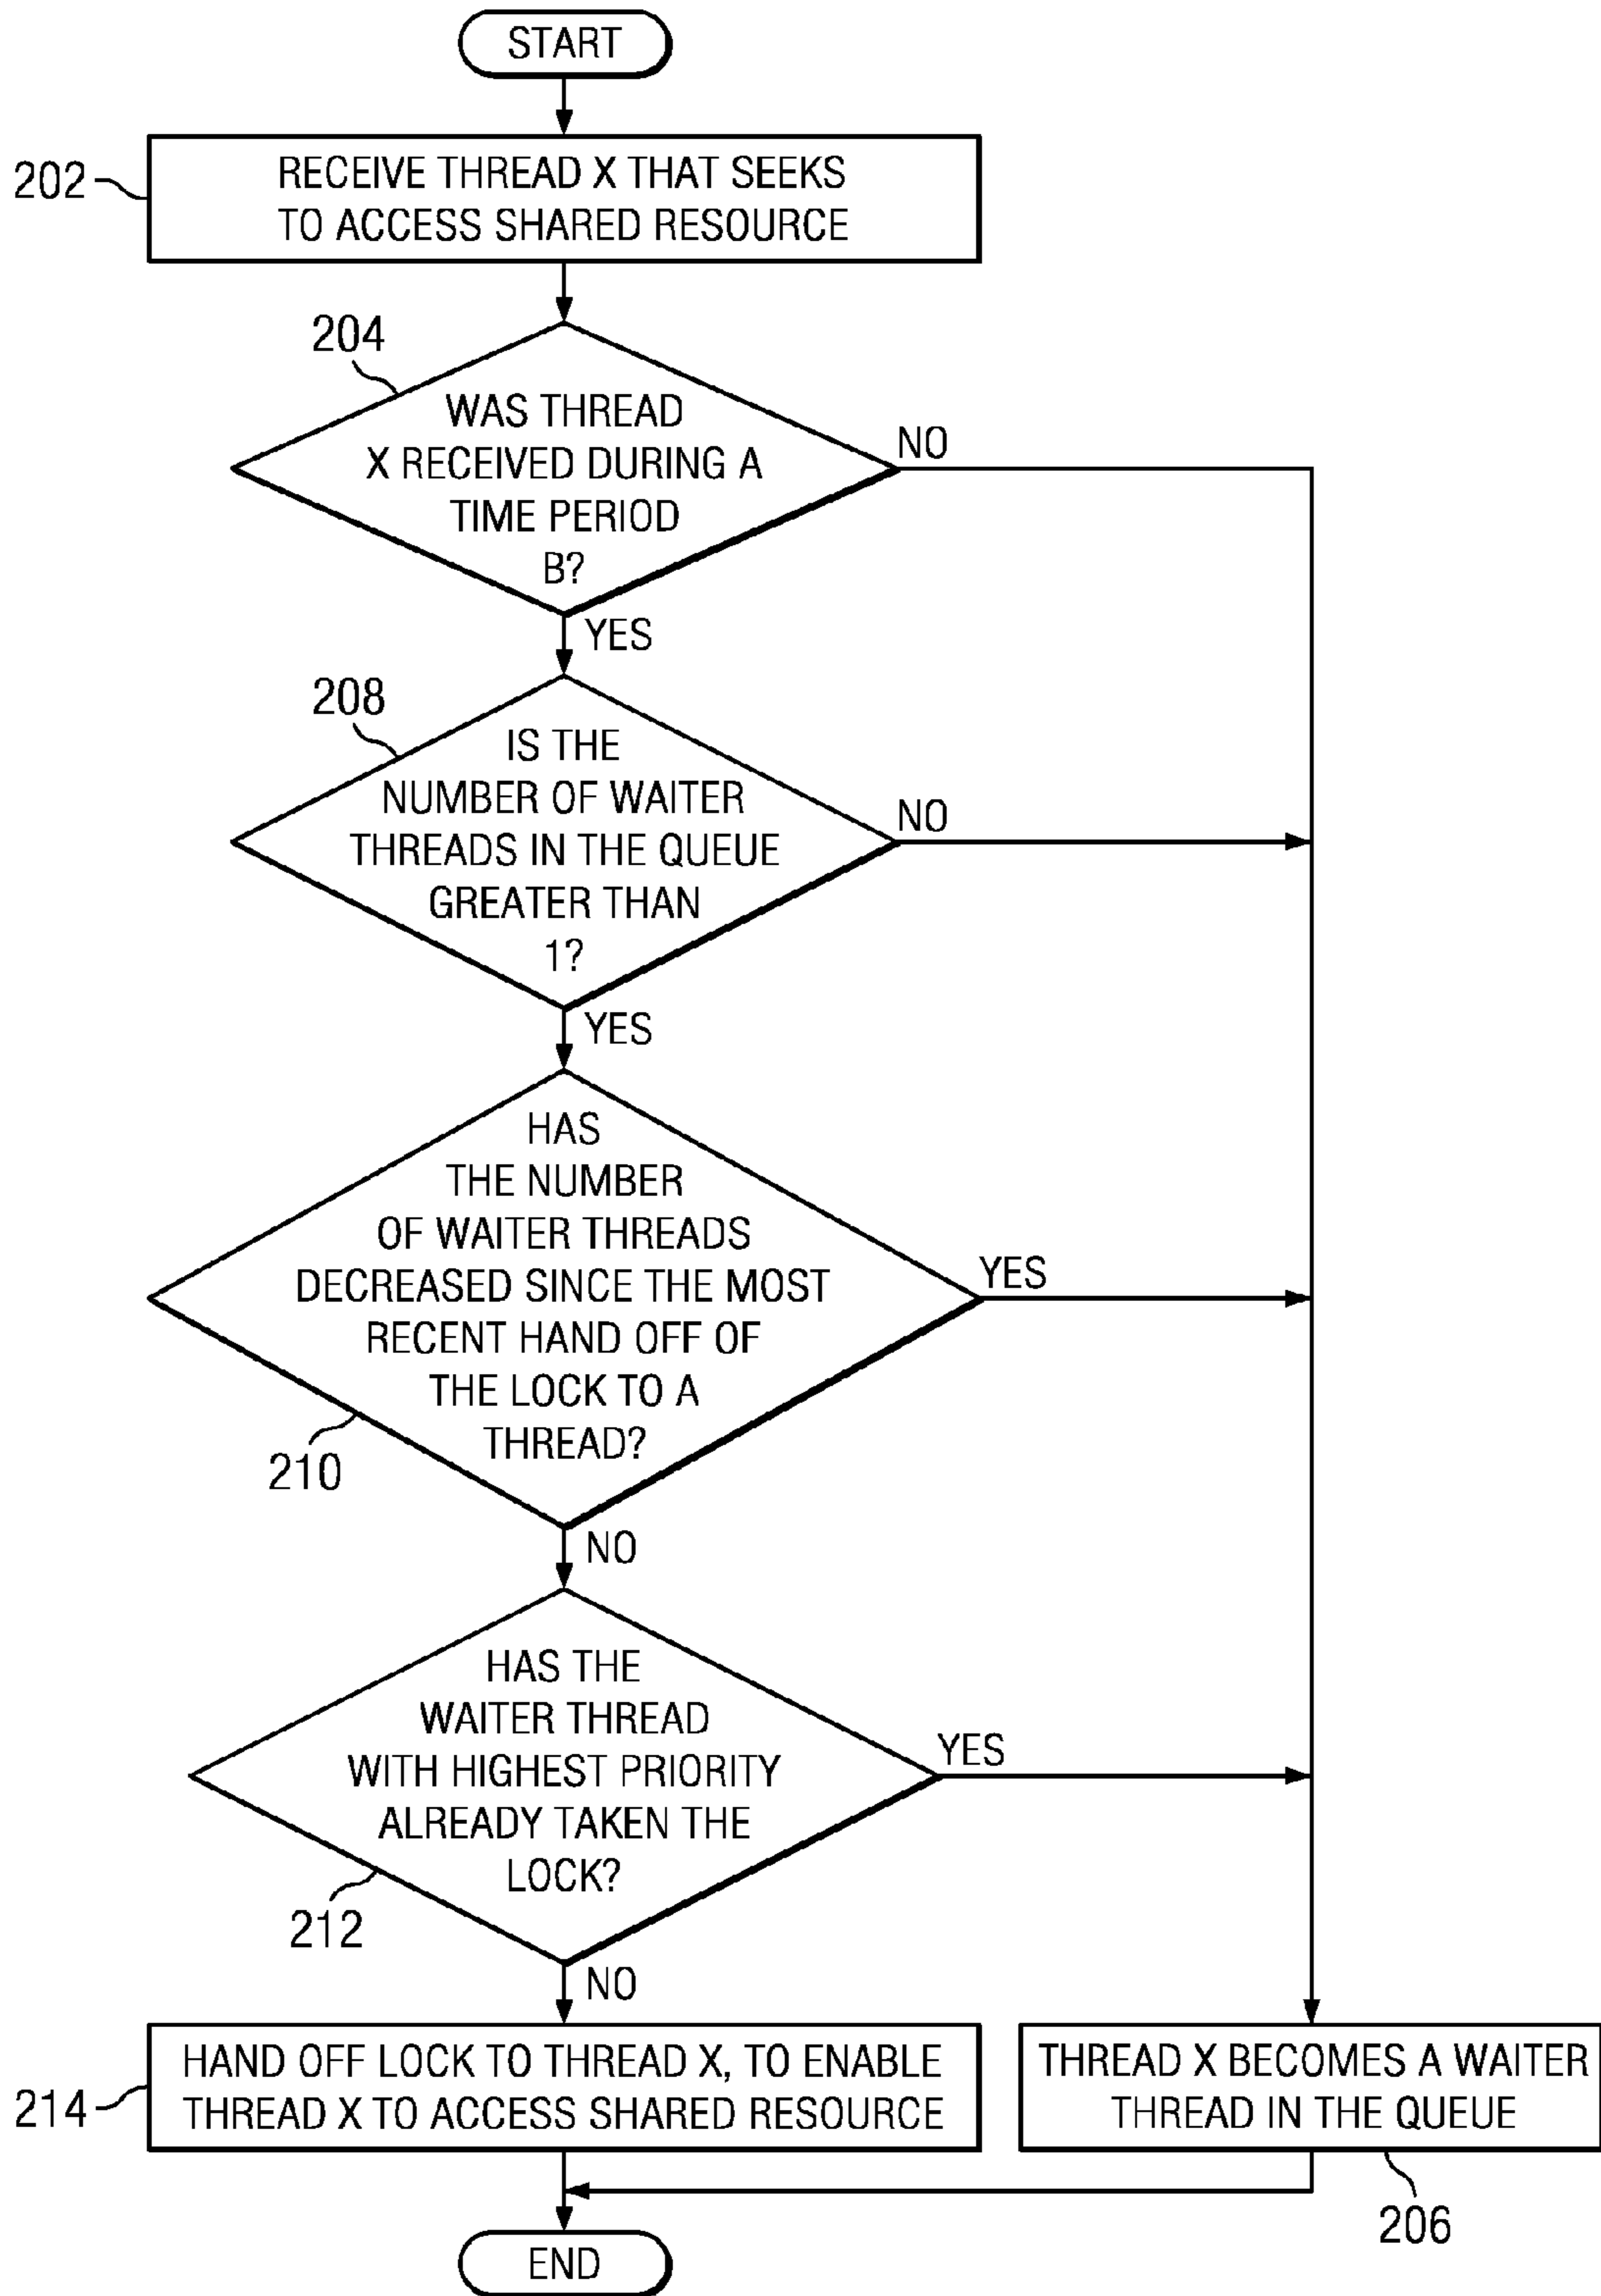 START
202
RECEIVE THREAD X THAT SEEKS
TO ACCESS SHARED RESOURCE
204
WAS THREAD
X RECEIVED DURING A
TIME PERIOD
B?
NO
YES
208
IS THE
NUMBER OF WAITER
THREADS IN THE QUEUE
GREATER THAN
1?
NO
YES
HAS
THE NUMBER
OF WAITER THREADS
DECREASED SINCE THE MOST
RECENT HAND OFF OF
THE LOCK TO A
THREAD?
YES
210
NO
HAS THE
WAITER THREAD
WITH HIGHEST PRIORITY
ALREADY TAKEN THE
LOCK?
YES
212
NO
214
HAND OFF LOCK TO THREAD X, TO ENABLE
THREAD X TO ACCESS SHARED RESOURCE
THREAD X BECOMES A WAITER
THREAD IN THE QUEUE
206
END